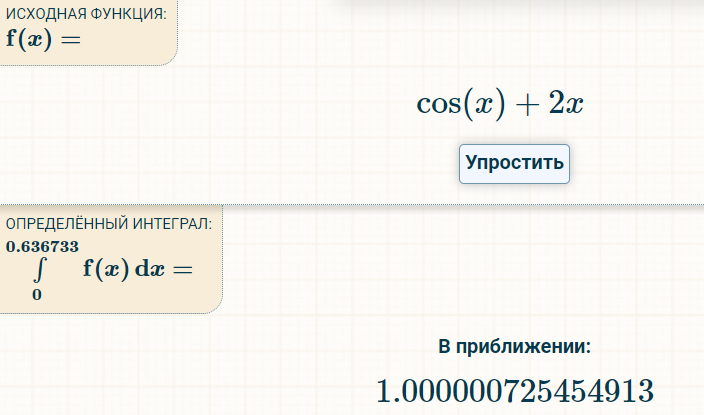 ИСХОДНАЯ ФУНКЦИЯ:
f(x) =
cos(x) + 2x
Упростить
ОПРЕДЕЛЁННЫЙ ИНТЕГРАЛ:
0.636733
∫ f(x) dx =
0
В приближении:
1.000000725454913